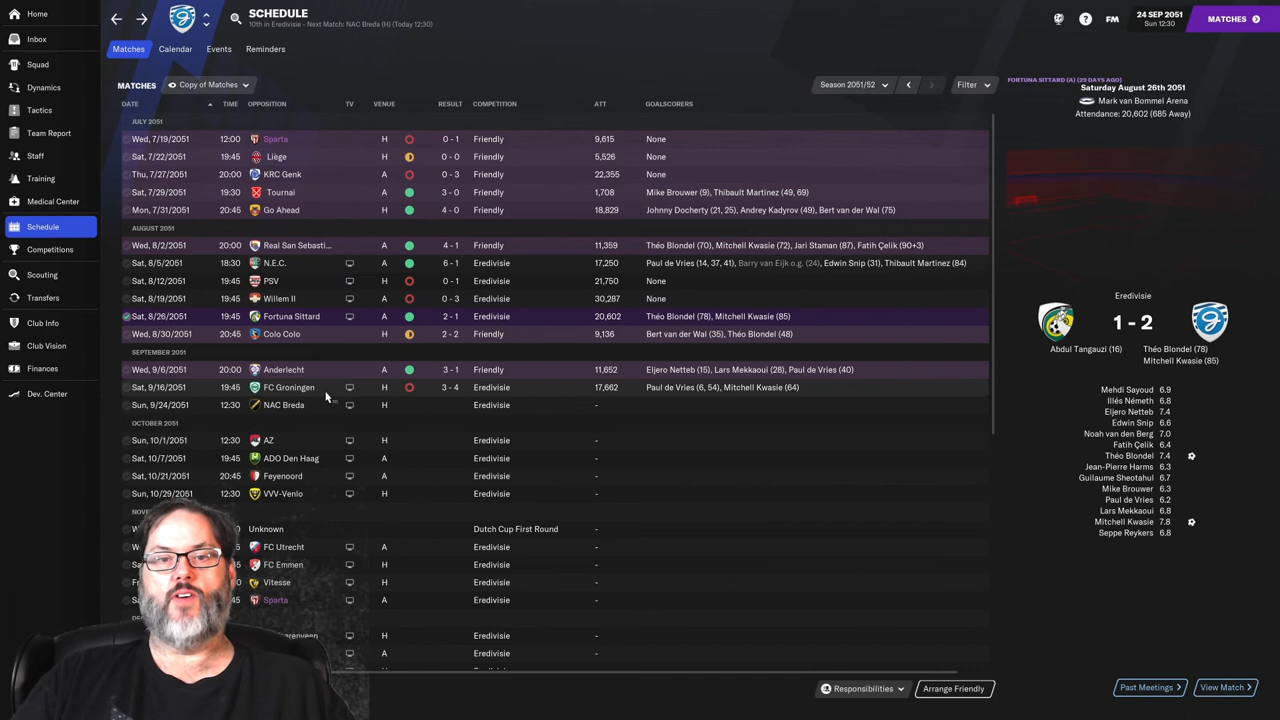 Home
Inbox
Squad
Dynamics
Tactics
Team Report
Staff
Training
Medical Center
Schedule
Competitions
Scouting
Transfers
Club Info
Club Vision
Finances
Dev. Center
SCHEDULE
10th in Eredivisie - Next Match: NAC Breda (H) (Today 12:30)
FM
24 SEP 2051
Sun 12:30
MATCHES
Matches Calendar Events Reminders
MATCHES Copy of Matches Season 2051/52 Filter
DATE TIME OPPOSITION TV VENUE RESULT COMPETITION ATT GOALSCORERS
JULY 2051
Wed, 7/19/2051 12:00 Sparta H 0 - 1 Friendly 9,615 None
Sat, 7/22/2051 19:45 Liège H 0 - 0 Friendly 5,526 None
Thu, 7/27/2051 20:00 KRC Genk A 0 - 3 Friendly 22,355 None
Sat, 7/29/2051 19:30 Tournai A 3 - 0 Friendly 1,708 Mike Brouwer (9), Thibault Martinez (49, 69)
Mon, 7/31/2051 20:45 Go Ahead H 4 - 0 Friendly 18,829 Johnny Docherty (21, 25), Andrey Kadyrov (49), Bert van der Wal (75)
AUGUST 2051
Wed, 8/2/2051 20:00 Real San Sebasti... A 4 - 1 Friendly 11,359 Théo Blondel (70), Mitchell Kwasie (72), Jari Staman (87), Fatih Çelik (90+3)
Sat, 8/5/2051 18:30 N.E.C. A 6 - 1 Eredivisie 17,250 Paul de Vries (14, 37, 41), Barry van Eijk o.g. (24), Edwin Snip (31), Thibault Martinez (84)
Sat, 8/12/2051 19:45 PSV H 0 - 1 Eredivisie 21,750 None
Sat, 8/19/2051 19:45 Willem II A 0 - 3 Eredivisie 30,287 None
Sat, 8/26/2051 19:45 Fortuna Sittard A 2 - 1 Eredivisie 20,602 Théo Blondel (78), Mitchell Kwasie (85)
Wed, 8/30/2051 20:45 Colo Colo H 2 - 2 Friendly 9,136 Bert van der Wal (35), Théo Blondel (48)
SEPTEMBER 2051
Wed, 9/6/2051 20:00 Anderlecht A 3 - 1 Friendly 11,652 Eljero Netteb (15), Lars Mekkaoui (28), Paul de Vries (40)
Sat, 9/16/2051 19:45 FC Groningen H 3 - 4 Eredivisie 17,662 Paul de Vries (6, 54), Mitchell Kwasie (64)
Sun, 9/24/2051 12:30 NAC Breda H Eredivisie -
OCTOBER 2051
Sun, 10/1/2051 12:30 AZ H Eredivisie -
Sat, 10/7/2051 19:45 ADO Den Haag A Eredivisie -
Sat, 10/21/2051 20:45 Feyenoord A Eredivisie -
Sun, 10/29/2051 12:30 VVV-Venlo H Eredivisie -
Unknown Dutch Cup First Round -
FC Utrecht A Eredivisie -
FC Emmen H Eredivisie -
Vitesse H Eredivisie -
Sparta A Eredivisie -
H Eredivisie -
A Eredivisie -
FORTUNA SITTARD (A) (29 DAYS AGO)
Saturday August 26th 2051
Mark van Bommel Arena
Attendance: 20,602 (685 Away)
Eredivisie
1 - 2
Abdul Tangauzi (16)
Théo Blondel (78)
Mitchell Kwasie (85)
Mehdi Sayoud 6.9
Illés Németh 6.8
Eljero Netteb 7.4
Edwin Snip 6.6
Noah van den Berg 7.0
Fatih Çelik 6.4
Théo Blondel 7.4
Jean-Pierre Harms 6.3
Guilaume Sheotahul 6.7
Mike Brouwer 6.3
Paul de Vries 6.2
Lars Mekkaoui 6.8
Mitchell Kwasie 7.8
Seppe Reykers 6.8
Responsibilities Arrange Friendly Past Meetings View Match